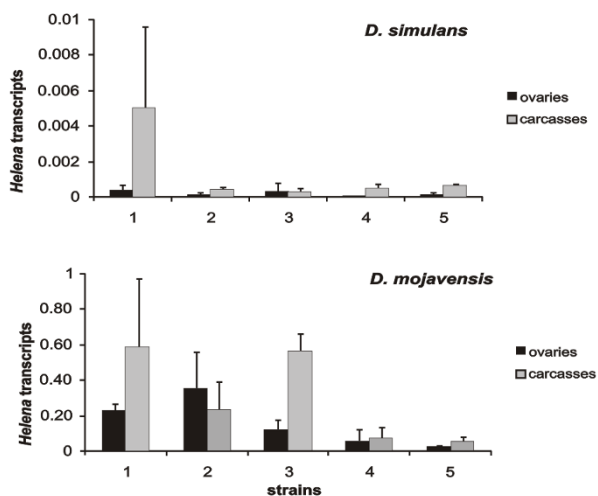 D. simulans
0.01
0.008
0.006
0.004
0.002
0
Helena transcripts
ovaries
carcasses
1 2 3 4 5
D. mojavensis
1
0.80
0.60
0.40
0.20
0
Helena transcripts
ovaries
carcasses
1 2 3 4 5
strains